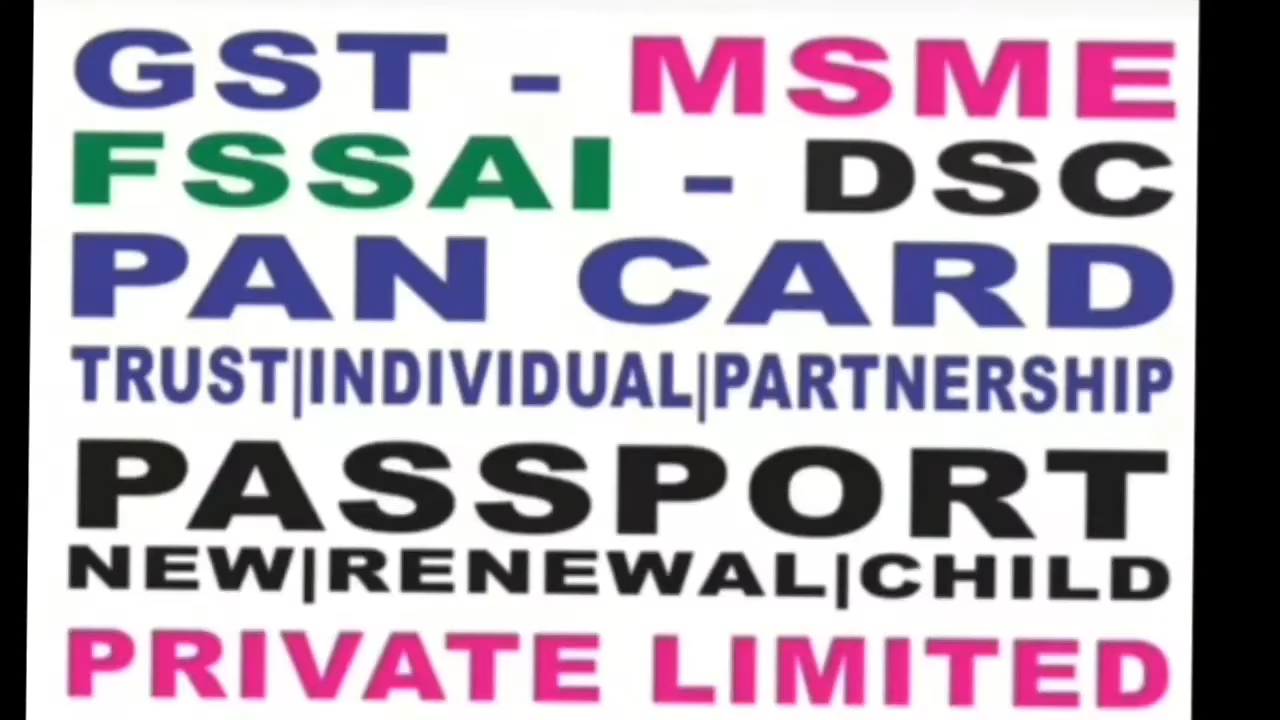 GST - MSME
FSSAI - DSC
PAN CARD
TRUST|INDIVIDUAL|PARTNERSHIP
PASSPORT
NEW|RENEWAL|CHILD
PRIVATE LIMITED